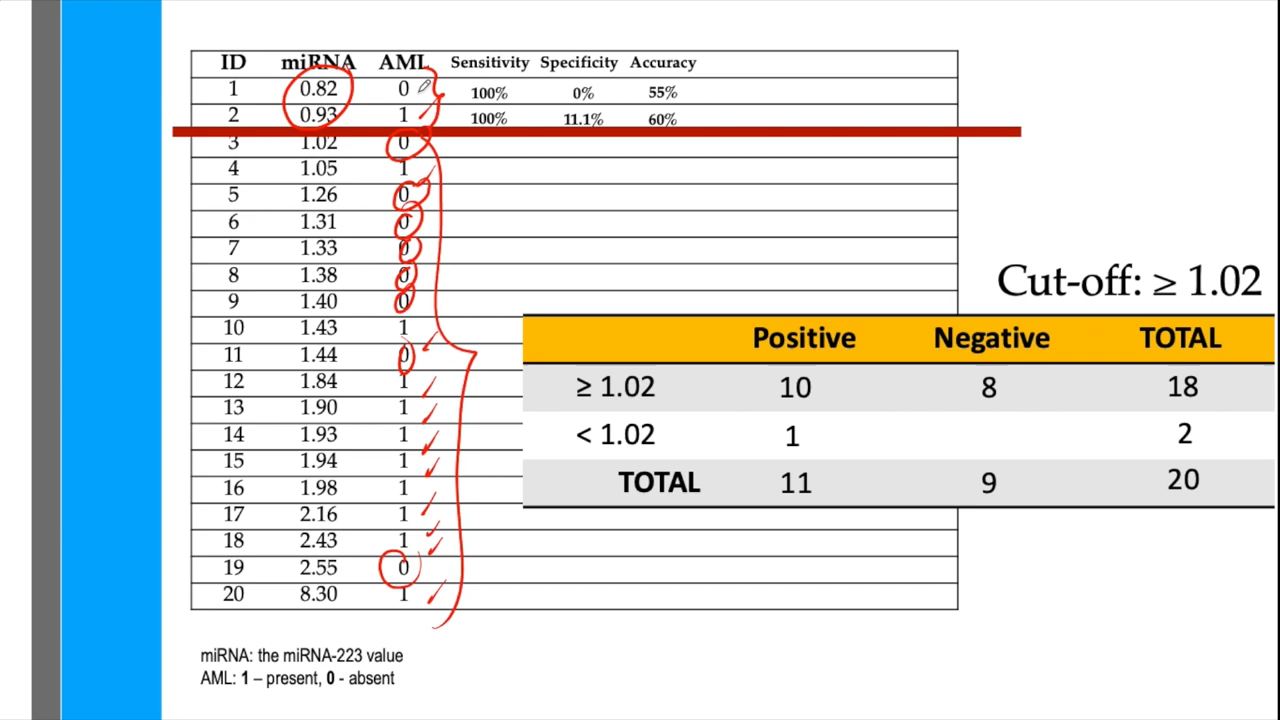 ID miRNA AML Sensitivity Specificity Accuracy
1 0.82 0 100% 0% 55%
2 0.93 1 100% 11.1% 60%
3 1.02 0
4 1.05 1
5 1.26 0
6 1.31 0
7 1.33 0
8 1.38 0
9 1.40 0
10 1.43 1
11 1.44 0
12 1.84 1
13 1.90 1
14 1.93 1
15 1.94 1
16 1.98 1
17 2.16 1
18 2.43 1
19 2.55 0
20 8.30 1
Cut-off: ≥ 1.02
Positive Negative TOTAL
≥ 1.02 10 8 18
< 1.02 1 2
TOTAL 11 9 20
miRNA: the miRNA-223 value
AML: 1 – present, 0 - absent